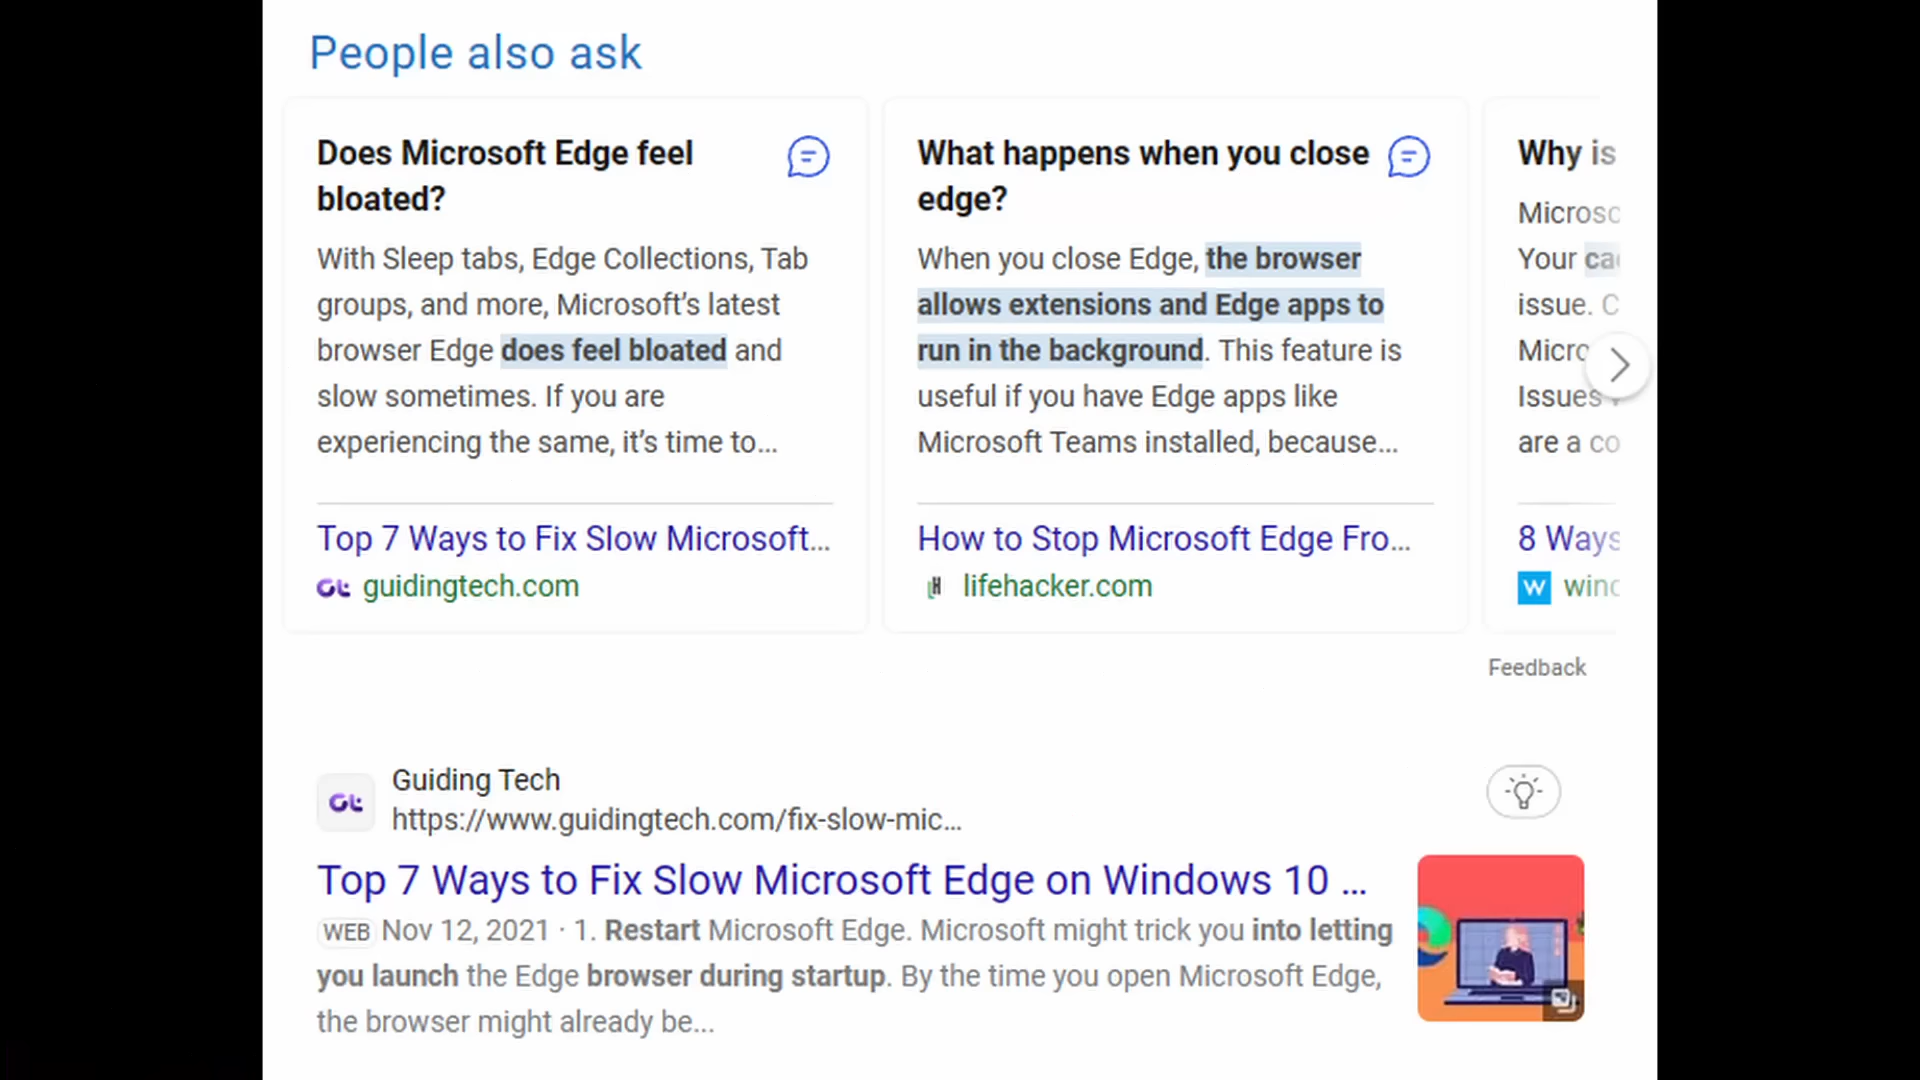 People also ask
Does Microsoft Edge feel
bloated?
With Sleep tabs, Edge Collections, Tab
groups, and more, Microsoft’s latest
browser Edge does feel bloated and
slow sometimes. If you are
experiencing the same, it’s time to...
Top 7 Ways to Fix Slow Microsoft...
Gt guidingtech.com
What happens when you close
edge?
When you close Edge, the browser
allows extensions and Edge apps to
run in the background. This feature is
useful if you have Edge apps like
Microsoft Teams installed, because...
How to Stop Microsoft Edge Fro...
lifehacker.com
Why is
Your
issue.
Issues
are a
8 Ways
W
Feedback
Gt
Guiding Tech
https://www.guidingtech.com/fix-slow-mic...
Top 7 Ways to Fix Slow Microsoft Edge on Windows 10 ...
WEB Nov 12, 2021 · 1. Restart Microsoft Edge. Microsoft might trick you into letting
you launch the Edge browser during startup. By the time you open Microsoft Edge,
the browser might already be...